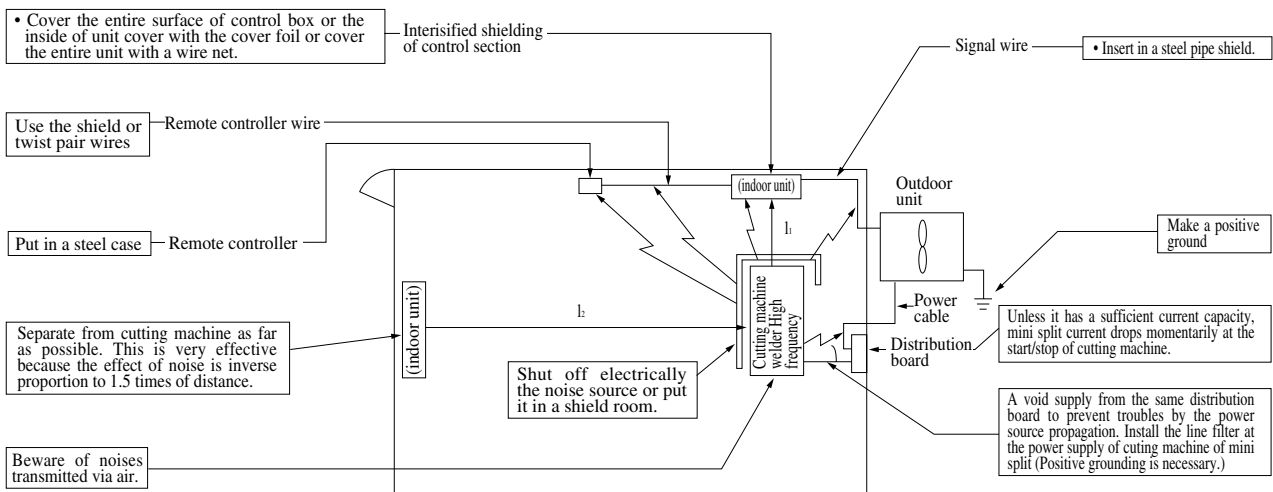 • Cover the entire surface of control box or the
inside of unit cover with the cover foil or cover
the entire unit with a wire net.
Interisified shielding
of control section
Signal wire
• Insert in a steel pipe shield.
Use the shield or
twist pair wires
Remote controller wire
(indoor unit)
Outdoor
unit
Put in a steel case
Remote controller
l1
Make a positive
ground
Separate from cutting machine as far
as possible. This is very effective
because the effect of noise is inverse
proportion to 1.5 times of distance.
(indoor unit)
l2
Cutting machine
welder High
frequency
Power
cable
Distribution
board
Unless it has a sufficient current capacity,
mini split current drops momentarily at the
start/stop of cutting machine.
Shut off electrically
the noise source or put
it in a shield room.
A void supply from the same distribution
board to prevent troubles by the power
source propagation. Install the line filter at
the power supply of cuting machine of mini
split (Positive grounding is necessary.)
Beware of noises
transmitted via air.